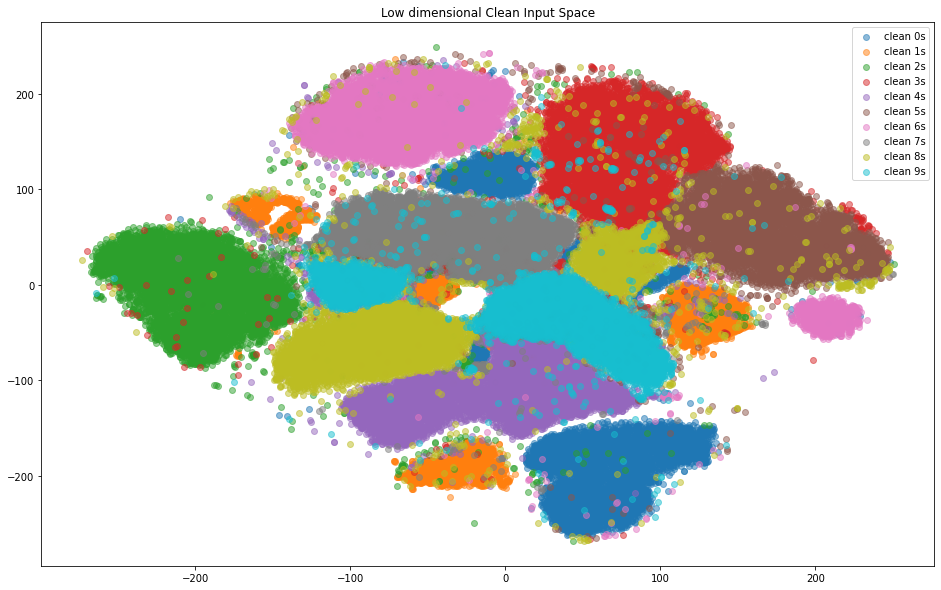 Low dimensional Clean Input Space
clean 0s
clean 1s
clean 2s
clean 3s
clean 4s
clean 5s
clean 6s
clean 7s
clean 8s
clean 9s
200
100
0
−100
−200
−200 −100 0 100 200